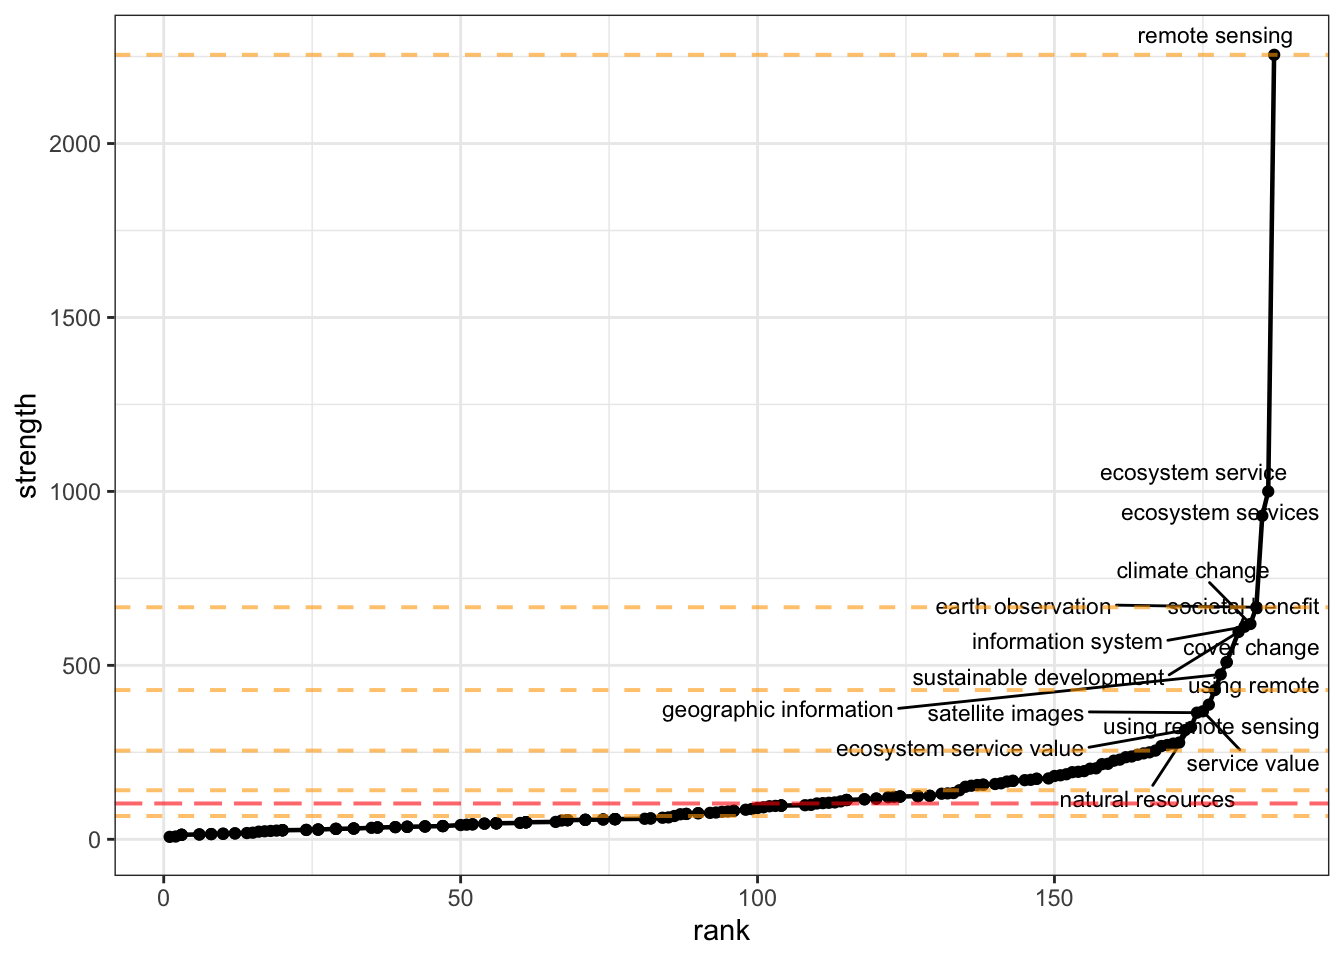 remote sensing
2000
1500
strength
1000
ecosystem service
ecosystem services
climate change
earth observation
societal benefit
information system
cover change
500
sustainable development
using remote
geographic information
satellite images
using remote sensing
ecosystem service value
service value
natural resources
0
0
50
100
150
rank